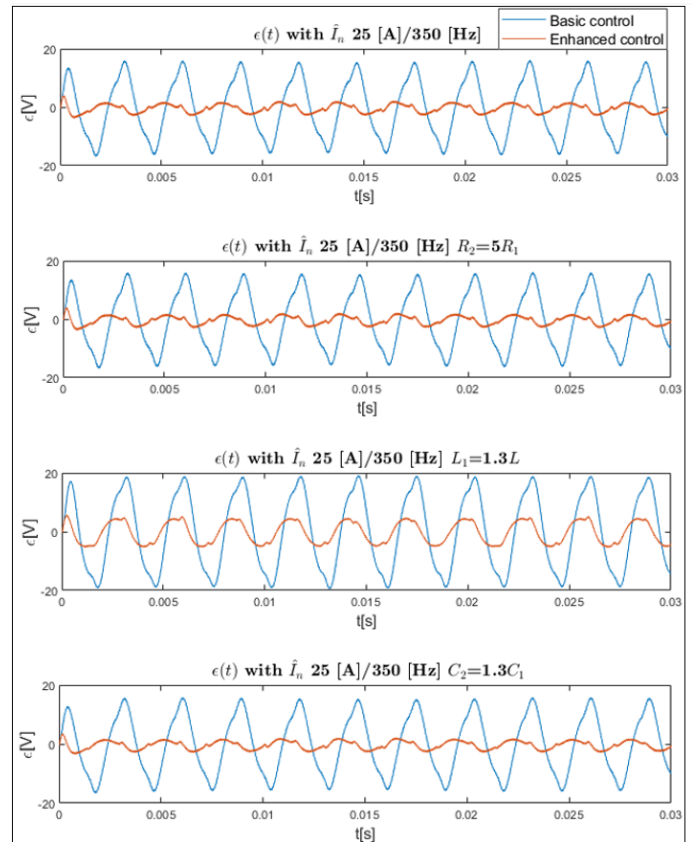 Basic control
Enhanced control
ϵ(t) with Î_n 25 [A]/350 [Hz]
20
0
-20
ϵ[V]
0 0.005 0.01 0.015 0.02 0.025 0.03
t[s]
ϵ(t) with Î_n 25 [A]/350 [Hz] R_2=5R_1
20
0
-20
ϵ[V]
0 0.005 0.01 0.015 0.02 0.025 0.03
t[s]
ϵ(t) with Î_n 25 [A]/350 [Hz] L_1=1.3L
20
0
-20
ϵ[V]
0 0.005 0.01 0.015 0.02 0.025 0.03
t[s]
ϵ(t) with Î_n 25 [A]/350 [Hz] C_2=1.3C_1
20
0
-20
ϵ[V]
0 0.005 0.01 0.015 0.02 0.025 0.03
t[s]